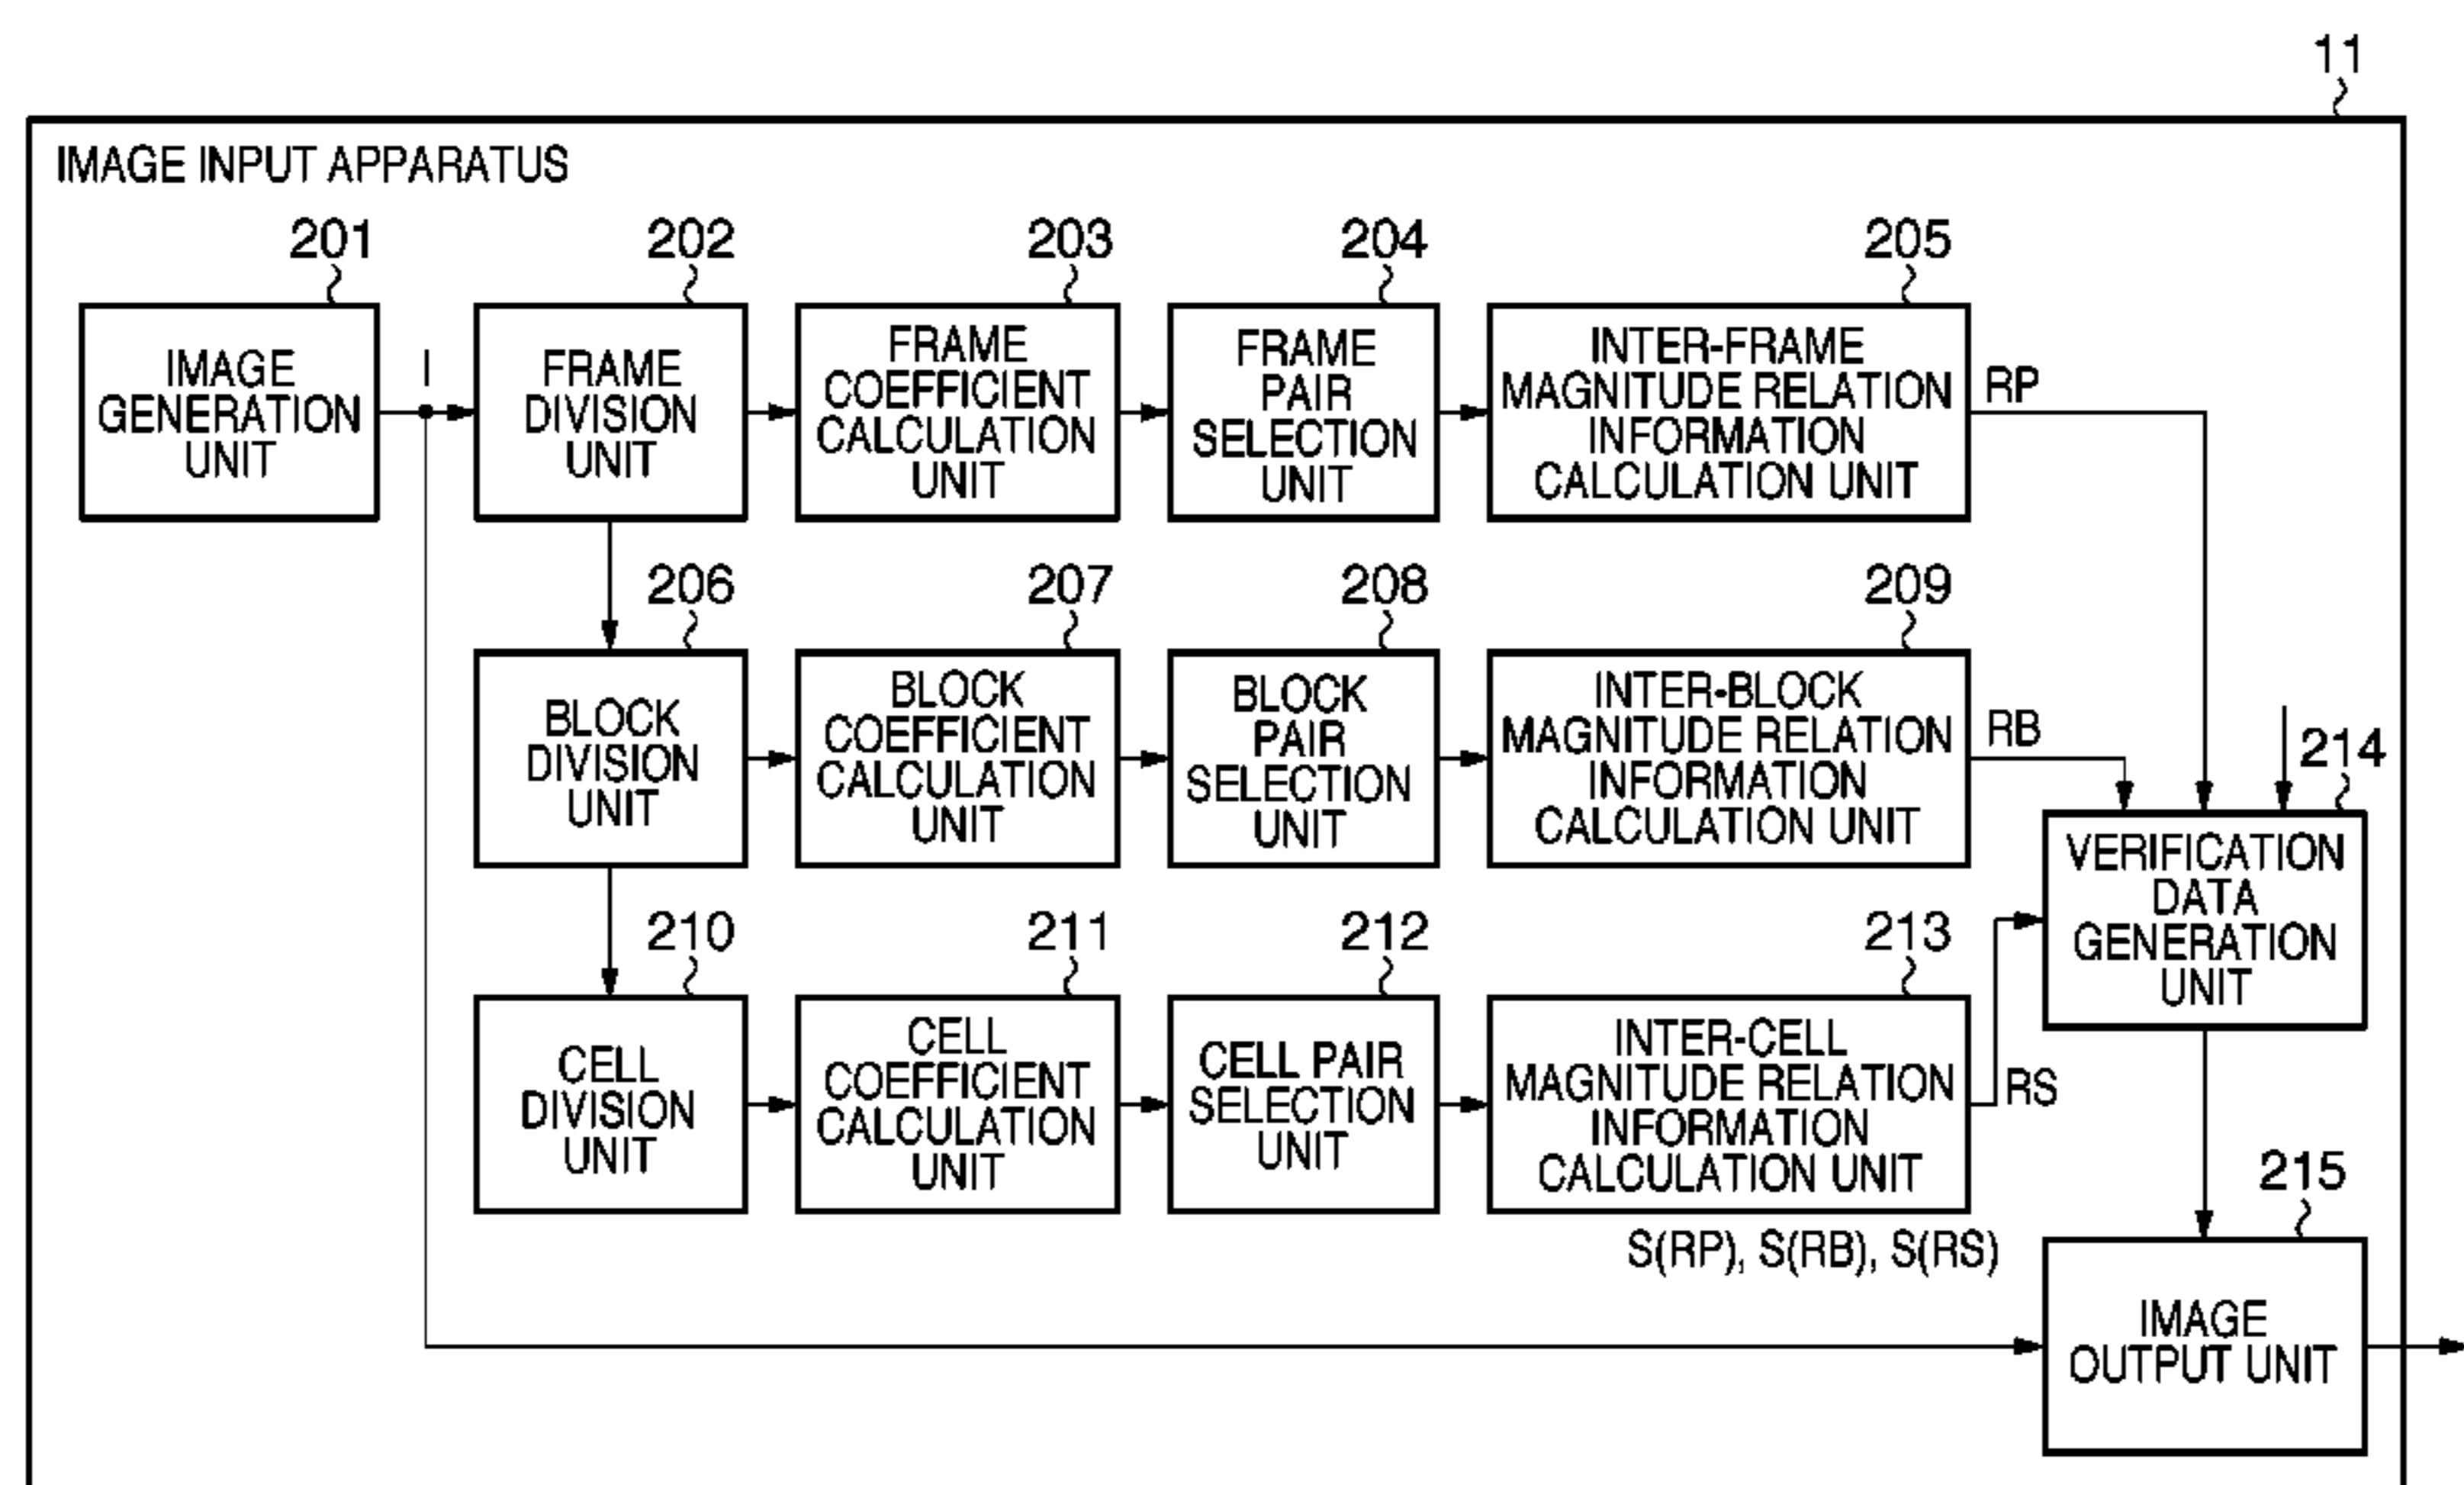 11
IMAGE INPUT APPARATUS
201
202
203
204
205
IMAGE
GENERATION
UNIT
I
FRAME
DIVISION
UNIT
FRAME
COEFFICIENT
CALCULATION
UNIT
FRAME
PAIR
SELECTION
UNIT
INTER-FRAME
MAGNITUDE RELATION
INFORMATION
CALCULATION UNIT
RP
206
207
208
209
BLOCK
DIVISION
UNIT
BLOCK
COEFFICIENT
CALCULATION
UNIT
BLOCK
PAIR
SELECTION
UNIT
INTER-BLOCK
MAGNITUDE RELATION
INFORMATION
CALCULATION UNIT
RB
214
VERIFICATION
DATA
GENERATION
UNIT
210
211
212
213
CELL
DIVISION
UNIT
CELL
COEFFICIENT
CALCULATION
UNIT
CELL PAIR
SELECTION
UNIT
INTER-CELL
MAGNITUDE RELATION
INFORMATION
CALCULATION UNIT
RS
S(RP), S(RB), S(RS)
215
IMAGE
OUTPUT UNIT